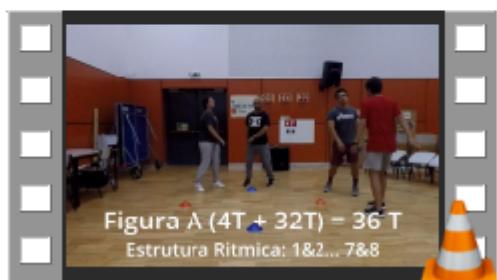 Figura A (4T + 32T) = 36 T
Estrutura Ritmica: 1&2... 7&8